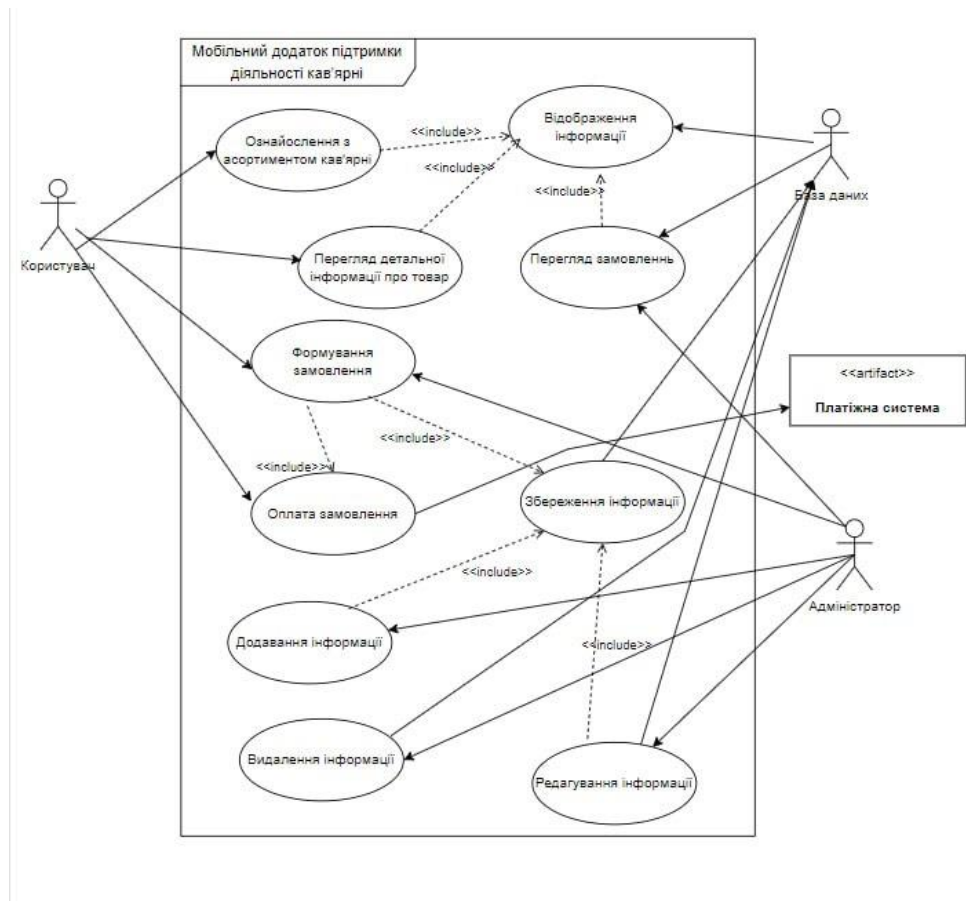 Мобільний додаток підтримки
діяльності кав'ярні
Ознайослення з
асортиментом кав'ярні
<<include>>
Відображення
інформації
<<include>>
<<include>>
База даних
Користувач
Перегляд детальної
інформації про товар
Перегляд замовленнь
Формування
замовлення
<<artifact>>
Платіжна система
<<include>>
<<include>>
Оплата замовлення
Збереження інформації
<<include>>
Адміністратор
Додавання інформації
<<include>>
Видалення інформації
Редагування інформації